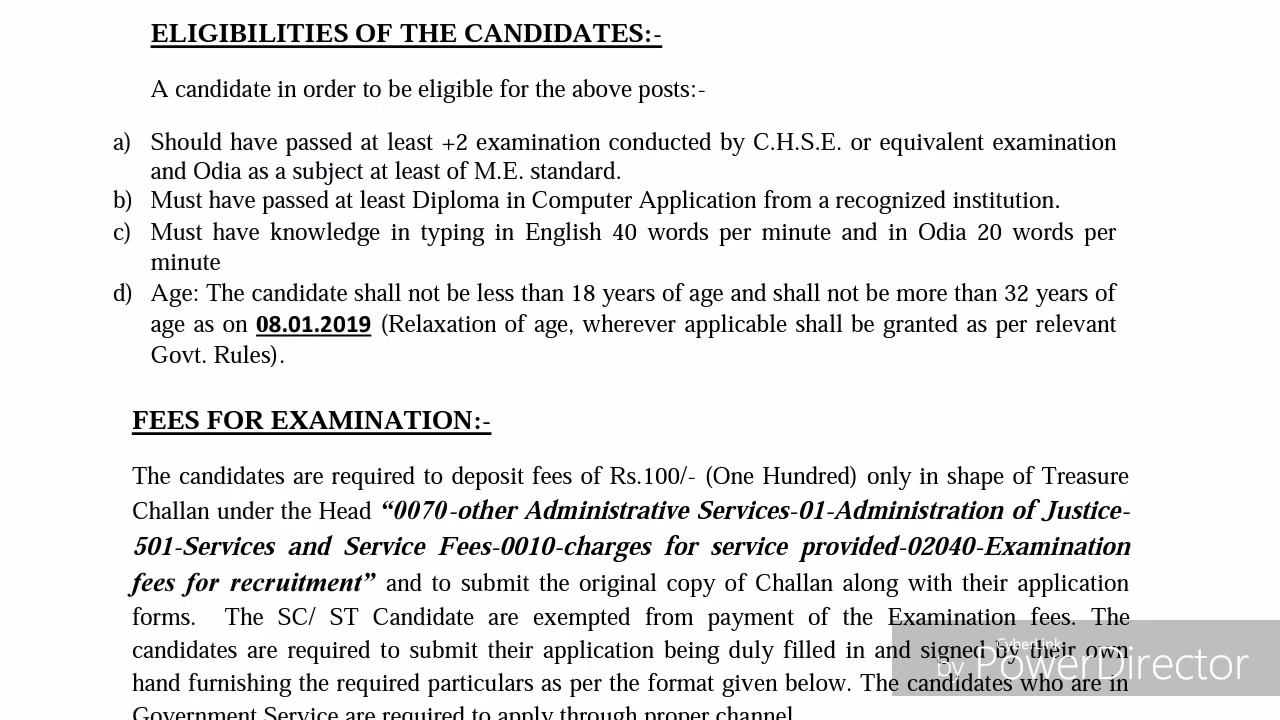 ELIGIBILITIES OF THE CANDIDATES:-
A candidate in order to be eligible for the above posts:-
a) Should have passed at least +2 examination conducted by C.H.S.E. or equivalent examination
and Odia as a subject at least of M.E. standard.
b) Must have passed at least Diploma in Computer Application from a recognized institution.
c) Must have knowledge in typing in English 40 words per minute and in Odia 20 words per
minute
d) Age: The candidate shall not be less than 18 years of age and shall not be more than 32 years of
age as on 08.01.2019 (Relaxation of age, wherever applicable shall be granted as per relevant
Govt. Rules).
FEES FOR EXAMINATION:-
The candidates are required to deposit fees of Rs.100/- (One Hundred) only in shape of Treasure
Challan under the Head “0070-other Administrative Services-01-Administration of Justice-
501-Services and Service Fees-0010-charges for service provided-02040-Examination
fees for recruitment” and to submit the original copy of Challan along with their application
forms. The SC/ ST Candidate are exempted from payment of the Examination fees. The
candidates are required to submit their application being duly filled in and signed by their own
hand furnishing the required particulars as per the format given below. The candidates who are in
Government Service are required to apply through proper channel
CyberLink
by PowerDirector